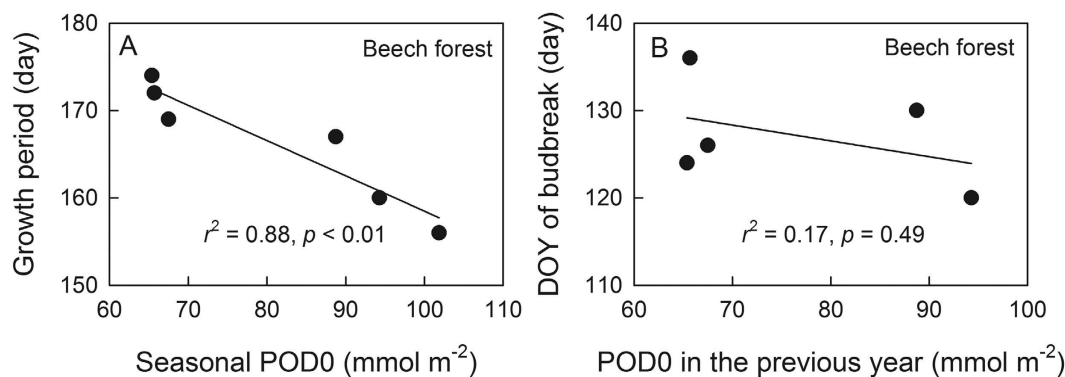 A
Beech forest
Growth period (day)
180
170
160
150
r² = 0.88, p < 0.01
60 70 80 90 100 110
Seasonal POD0 (mmol m⁻²)
B
Beech forest
DOY of budbreak (day)
140
130
120
110
r² = 0.17, p = 0.49
60 70 80 90 100
POD0 in the previous year (mmol m⁻²)